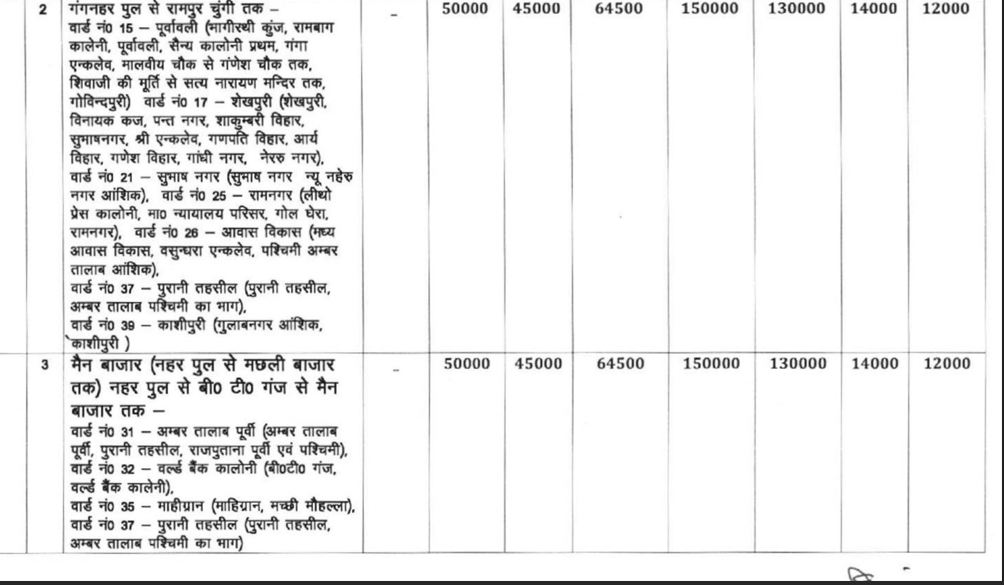 2 गंगनहर पुल से रामपुर चुंगी तक – – 50000 45000 64500 150000 130000 14000 12000
वार्ड नं0 15 – पूर्वावली (भागीरथी कुंज, रामबाग
कालेनी, पूर्वावली, सैन्य कालोनी प्रथम, गंगा
एन्कलेव, मालवीय चौक से गंणेश चौक तक,
शिवाजी की मूर्ति से सत्य नारायण मन्दिर तक,
गोविन्दपुरी) वार्ड नं0 17 – शेखपुरी (शेखपुरी,
विनायक कज, पन्त नगर, शाकुम्बरी विहार,
सुभाषनगर, श्री एन्कलेव, गणपति विहार, आर्य
विहार, गणेश विहार, गांधी नगर, नेररु नगर),
वार्ड नं0 21 – सुभाष नगर (सुभाष नगर न्यू नहेरु
नगर आंशिक), वार्ड नं0 25 – रामनगर (लीथो
प्रेस कालोनी, मा0 न्यायालय परिसर, गोल घेरा,
रामनगर), वार्ड नं0 26 – आवास विकास (मध्य
आवास विकास, वसुन्धरा एन्कलेव, पश्चिमी अम्बर
तालाब आंशिक),
वार्ड नं0 37 – पुरानी तहसील (पुरानी तहसील,
अम्बर तालाब पश्चिमी का भाग),
वार्ड नं0 39 – काशीपुरी (गुलाबनगर आंशिक,
काशीपुरी )
3 मैन बाजार (नहर पुल से मछली बाजार – 50000 45000 64500 150000 130000 14000 12000
तक) नहर पुल से बी0 टी0 गंज से मैन
बाजार तक –
वार्ड नं0 31 – अम्बर तालाब पूर्वी (अम्बर तालाब
पूर्वी, पुरानी तहसील, राजपुताना पूर्वी एवं पश्चिमी),
वार्ड नं0 32 – वर्ल्ड बैंक कालोनी (बी0टी0 गंज,
वर्ल्ड बैंक कालेनी),
वार्ड नं0 35 – माहीग्रान (माहिग्रान, मच्छी मौहल्ला),
वार्ड नं0 37 – पुरानी तहसील (पुरानी तहसील,
अम्बर तालाब पश्चिमी का भाग)